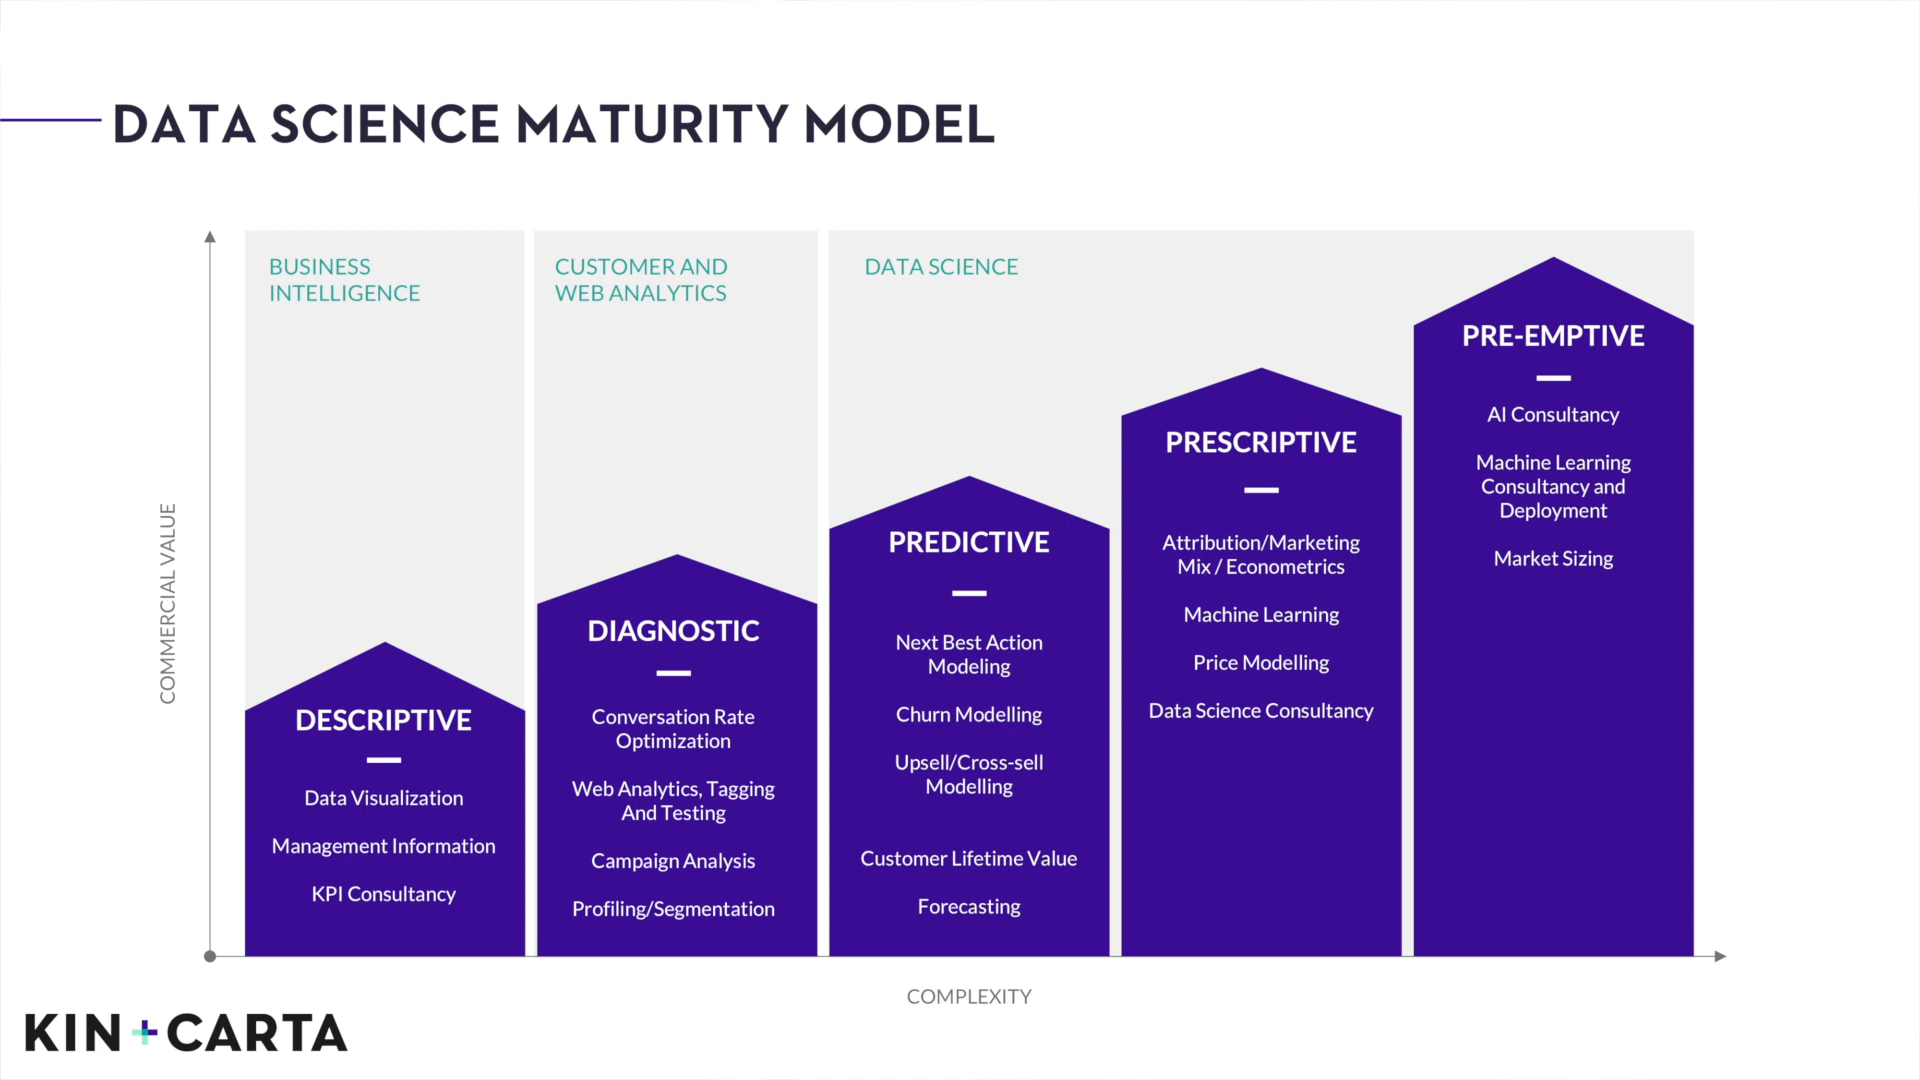 DATA SCIENCE MATURITY MODEL
COMMERCIAL VALUE
BUSINESS
INTELLIGENCE
DESCRIPTIVE
Data Visualization
Management Information
KPI Consultancy
CUSTOMER AND
WEB ANALYTICS
DIAGNOSTIC
Conversation Rate
Optimization
Web Analytics, Tagging
And Testing
Campaign Analysis
Profiling/Segmentation
DATA SCIENCE
PREDICTIVE
Next Best Action
Modeling
Churn Modelling
Upsell/Cross-sell
Modelling
Customer Lifetime Value
Forecasting
PRESCRIPTIVE
Attribution/Marketing
Mix / Econometrics
Machine Learning
Price Modelling
Data Science Consultancy
PRE-EMPTIVE
AI Consultancy
Machine Learning
Consultancy and
Deployment
Market Sizing
COMPLEXITY
KIN+CARTA